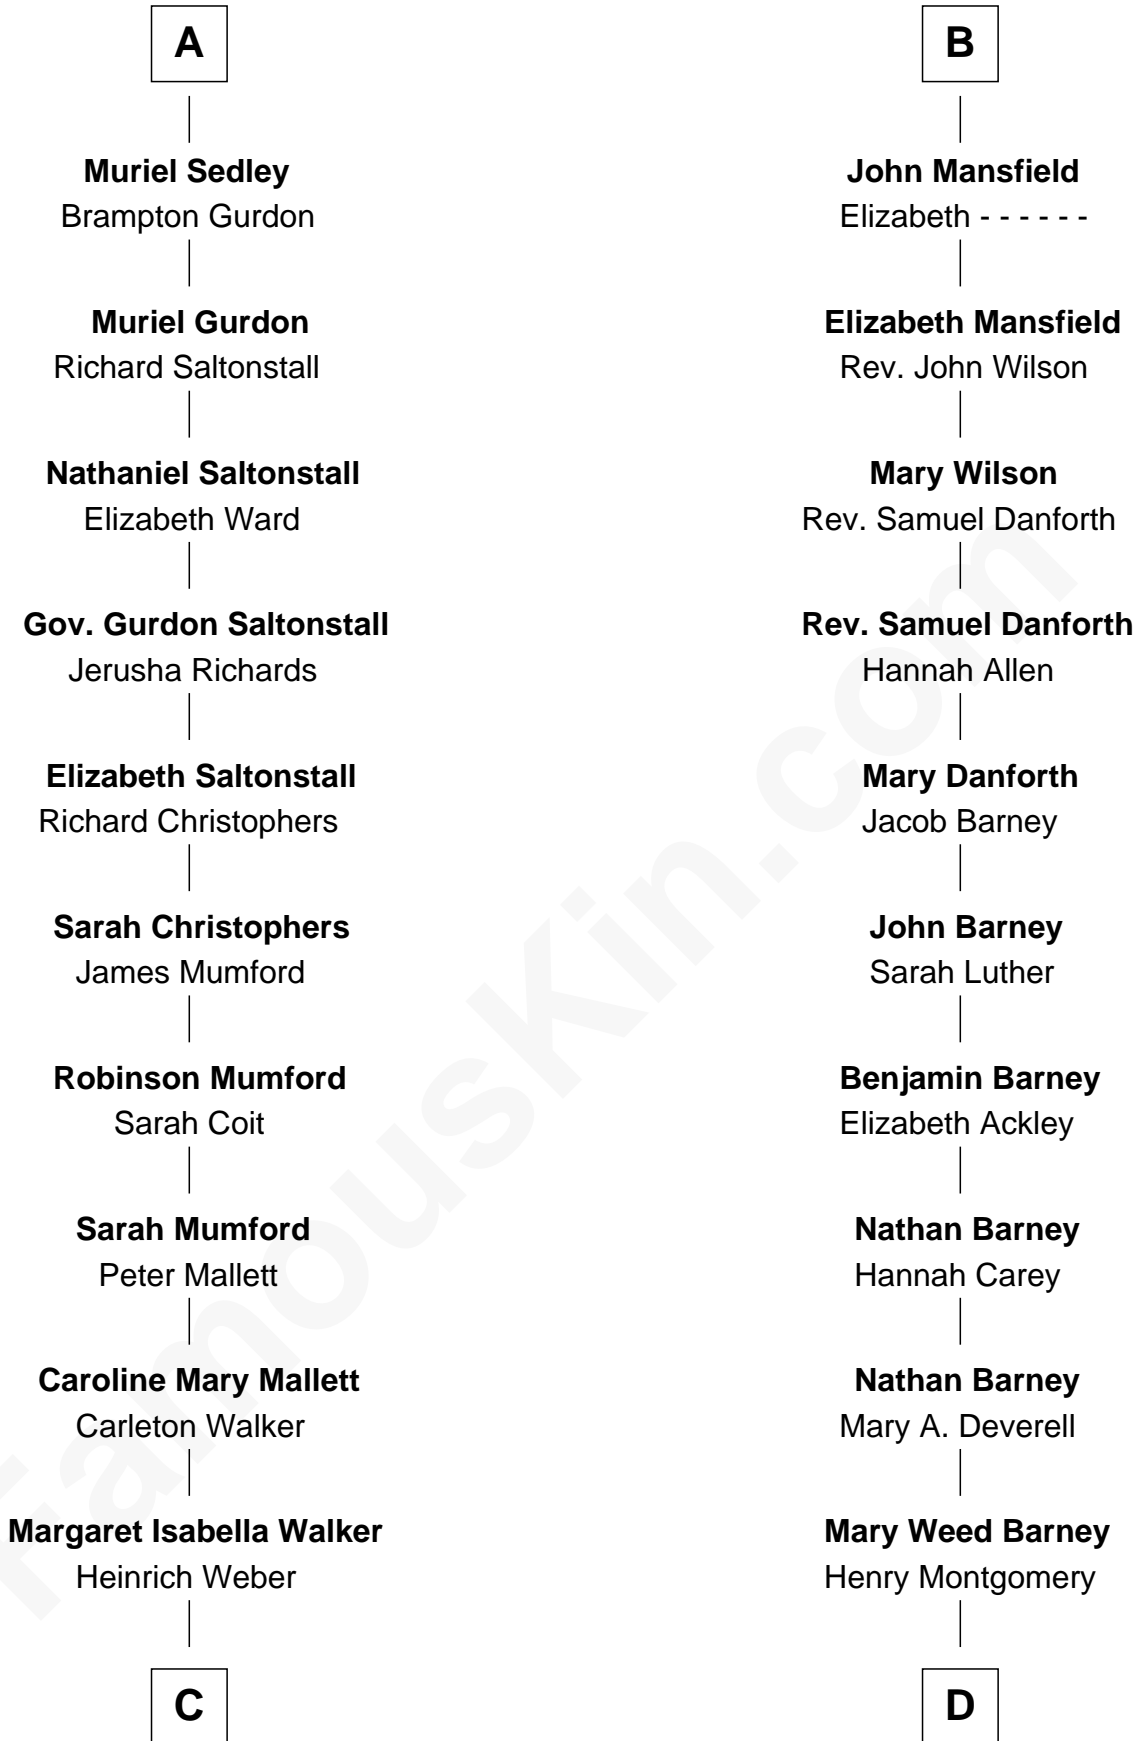 A
Muriel Sedley
Brampton Gurdon
Muriel Gurdon
Richard Saltonstall
Nathaniel Saltonstall
Elizabeth Ward
Gov. Gurdon Saltonstall
Jerusha Richards
Elizabeth Saltonstall
Richard Christophers
Sarah Christophers
James Mumford
Robinson Mumford
Sarah Coit
Sarah Mumford
Peter Mallett
Caroline Mary Mallett
Carleton Walker
Margaret Isabella Walker
Heinrich Weber
C
B
John Mansfield
Elizabeth - - - - - -
Elizabeth Mansfield
Rev. John Wilson
Mary Wilson
Rev. Samuel Danforth
Rev. Samuel Danforth
Hannah Allen
Mary Danforth
Jacob Barney
John Barney
Sarah Luther
Benjamin Barney
Elizabeth Ackley
Nathan Barney
Hannah Carey
Nathan Barney
Mary A. Deverell
Mary Weed Barney
Henry Montgomery
D
FamousKin.com